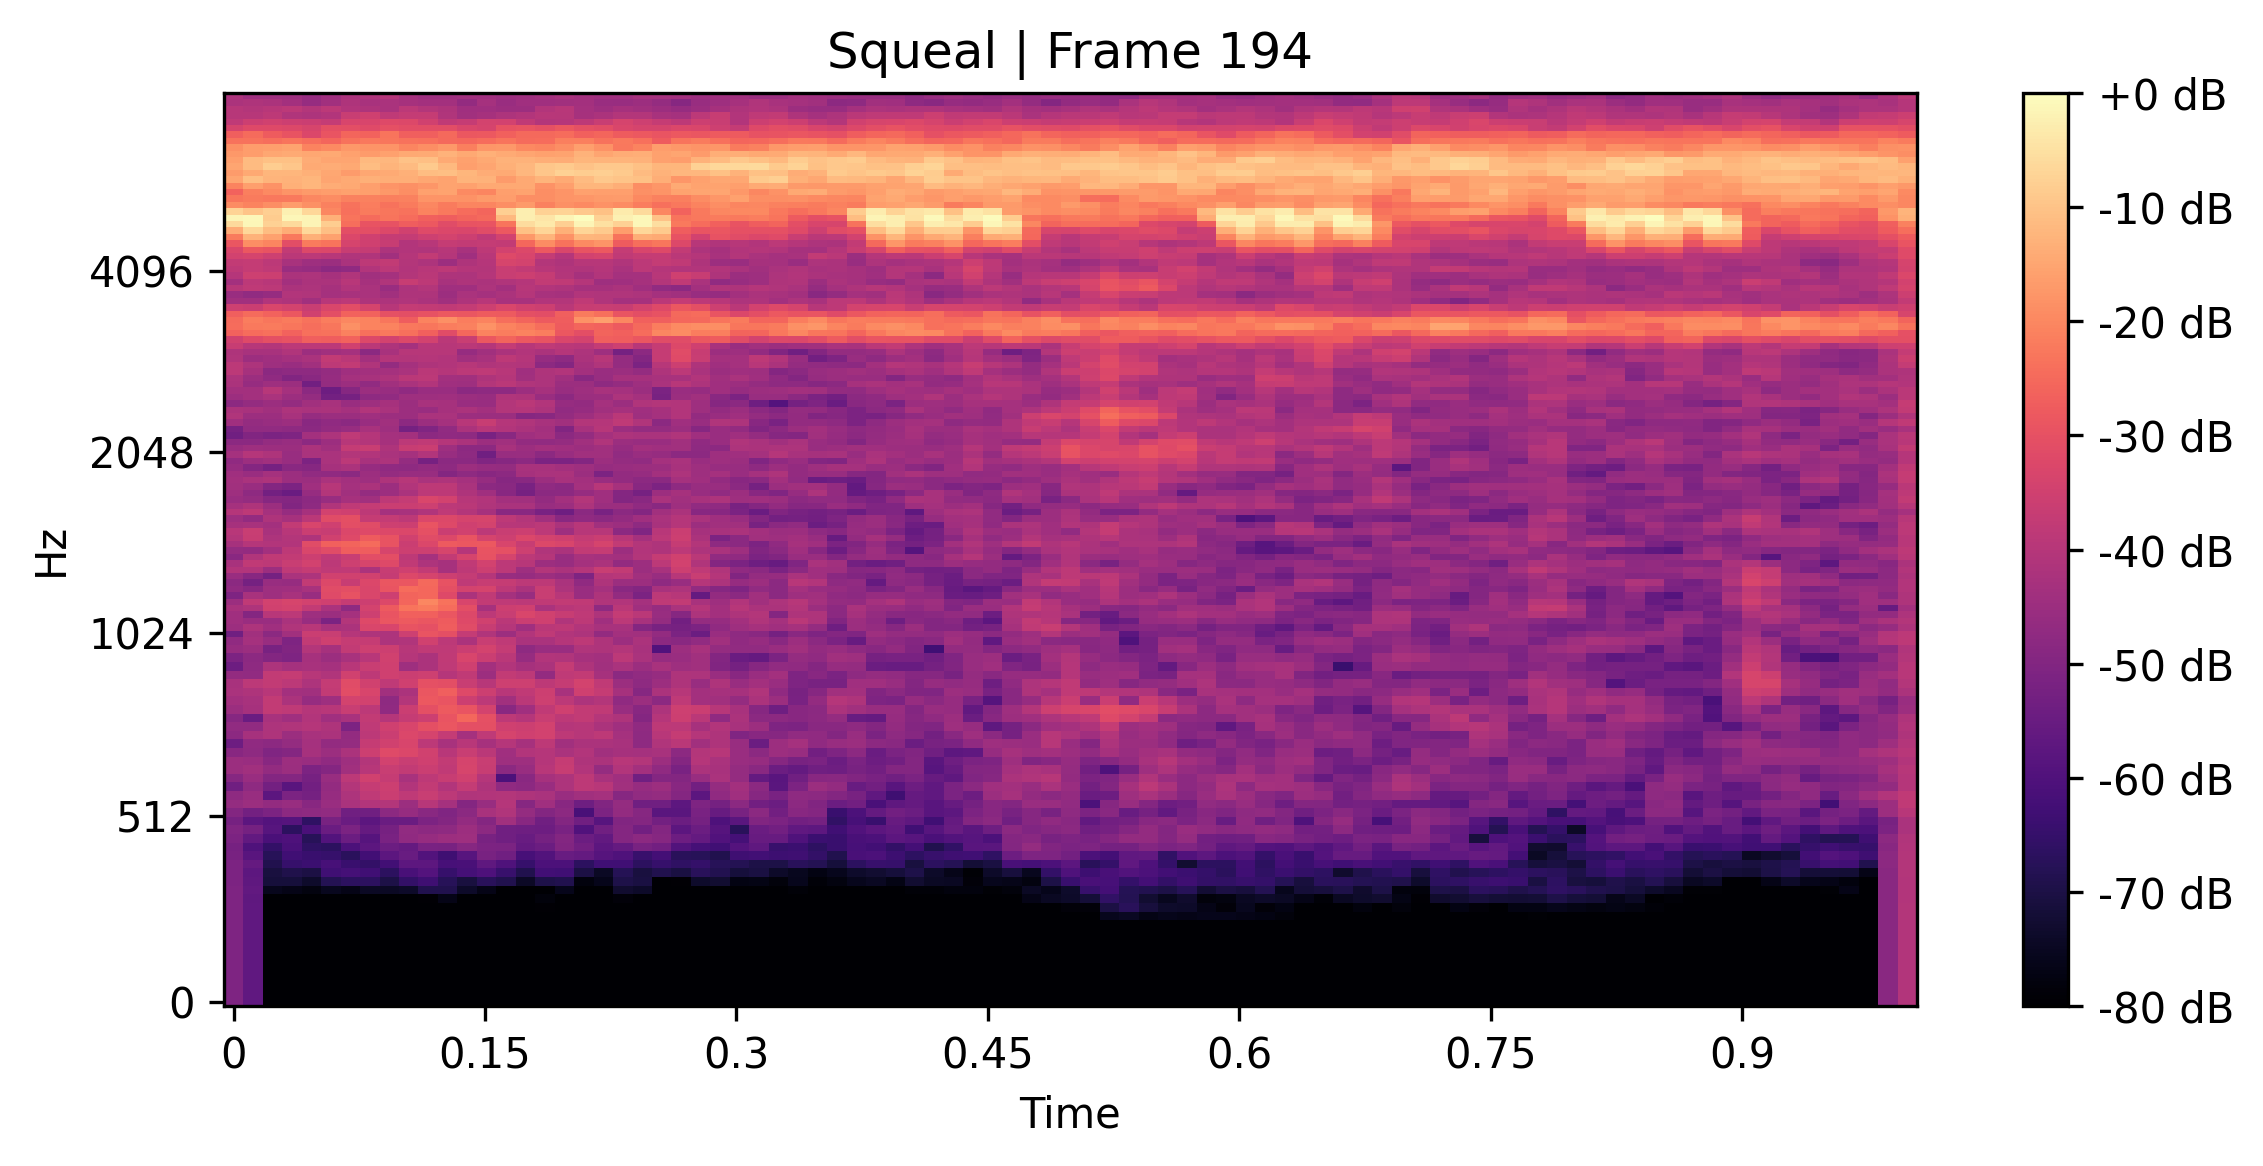 Squeal | Frame 194
Hz
4096
2048
1024
512
0
0 0.15 0.3 0.45 0.6 0.75 0.9
Time
+0 dB
-10 dB
-20 dB
-30 dB
-40 dB
-50 dB
-60 dB
-70 dB
-80 dB